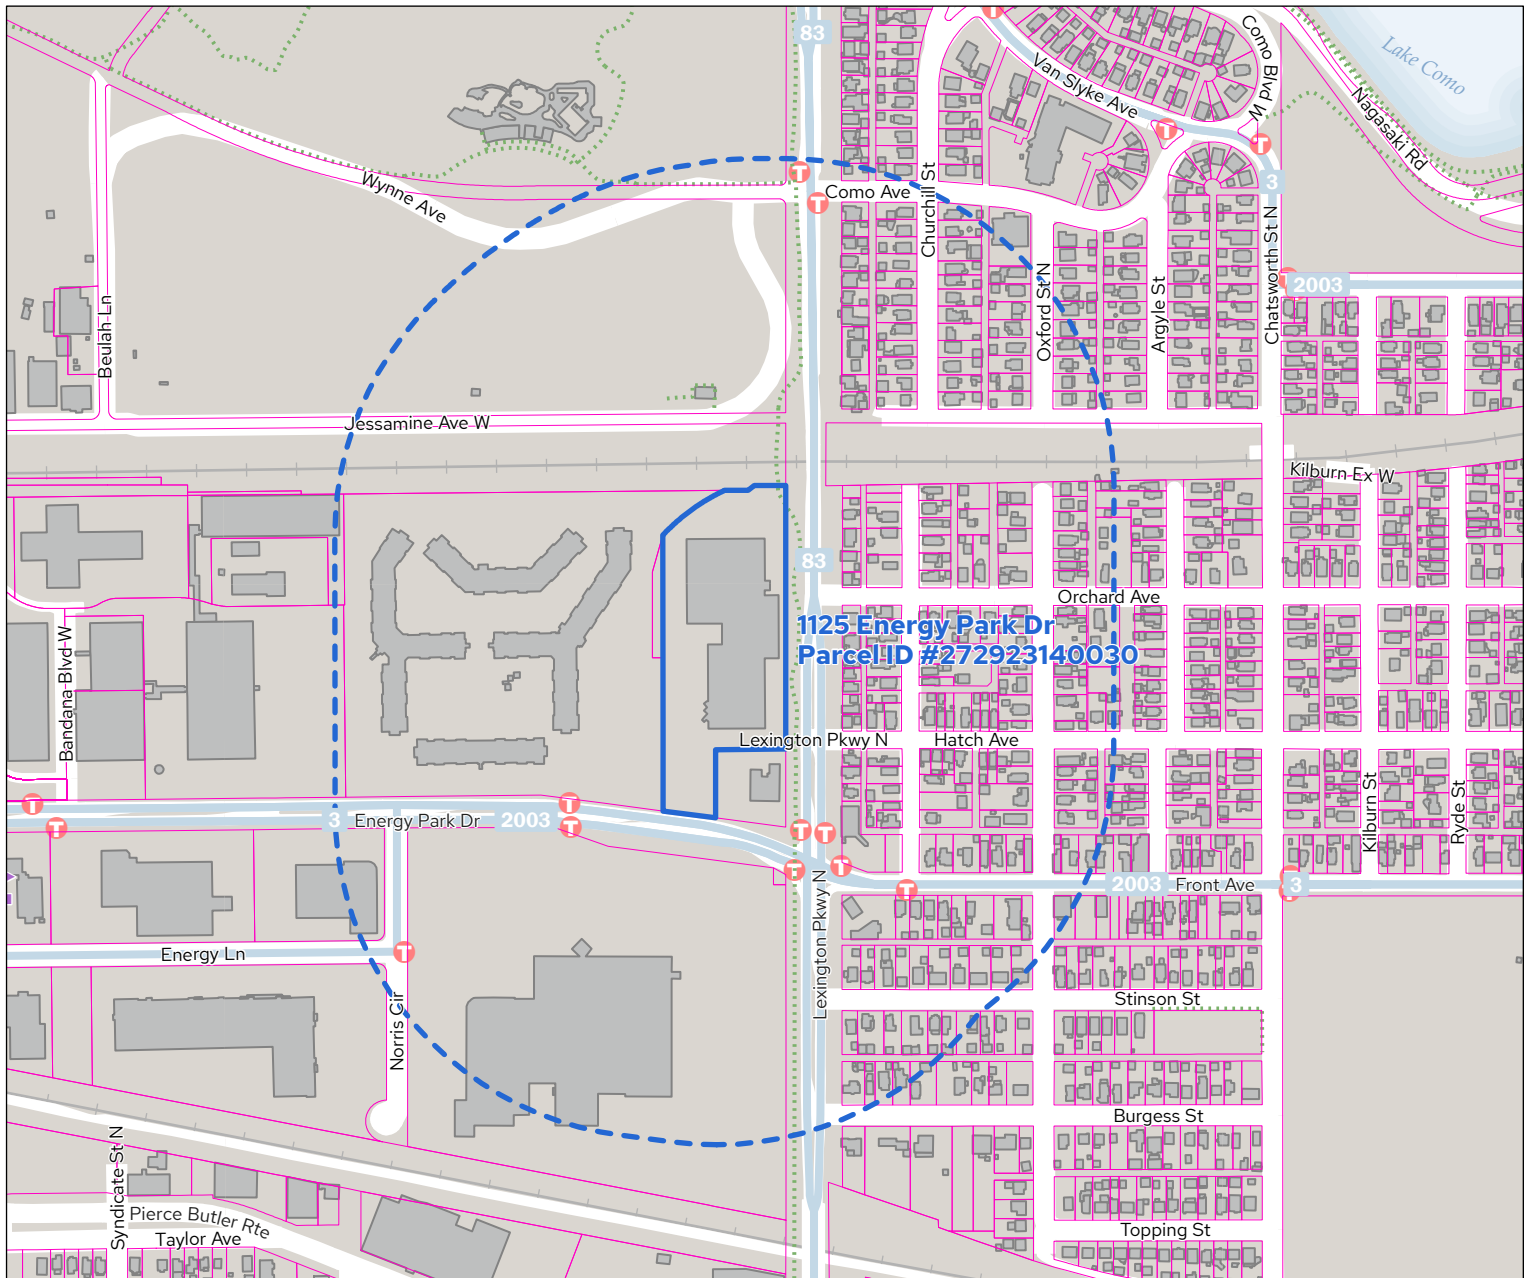 83
Como Blvd W
Lake Como
Van Slyke Ave
Nagasaki Rd
T
T
T
T
T
3
Wynne Ave
Como Ave
Churchill St
Chatsworth St N
Oxford St N
Argyle St
T
2003
Beulah Ln
Jessamine Ave W
Kilburn Ex W
83
Orchard Ave
1125 Energy Park Dr
Parcel ID #272923140030
Bandana Blvd W
Lexington Pkwy N
Hatch Ave
Kilburn St
Ryde St
T
T
T
T
3
Energy Park Dr
2003
T
T
T
T
T
T
T
2003
Front Ave
3
Lexington Pkwy N
Energy Ln
T
Norris Cir
Stinson St
Burgess St
Syndicate St N
Pierce Butler Rte
Taylor Ave
Topping St